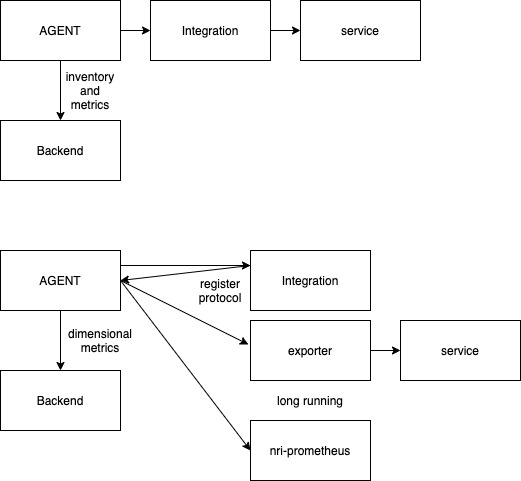 AGENT
Integration
service
inventory
and
metrics
Backend
AGENT
register
protocol
Integration
dimensional
metrics
exporter
service
Backend
long running
nri-prometheus